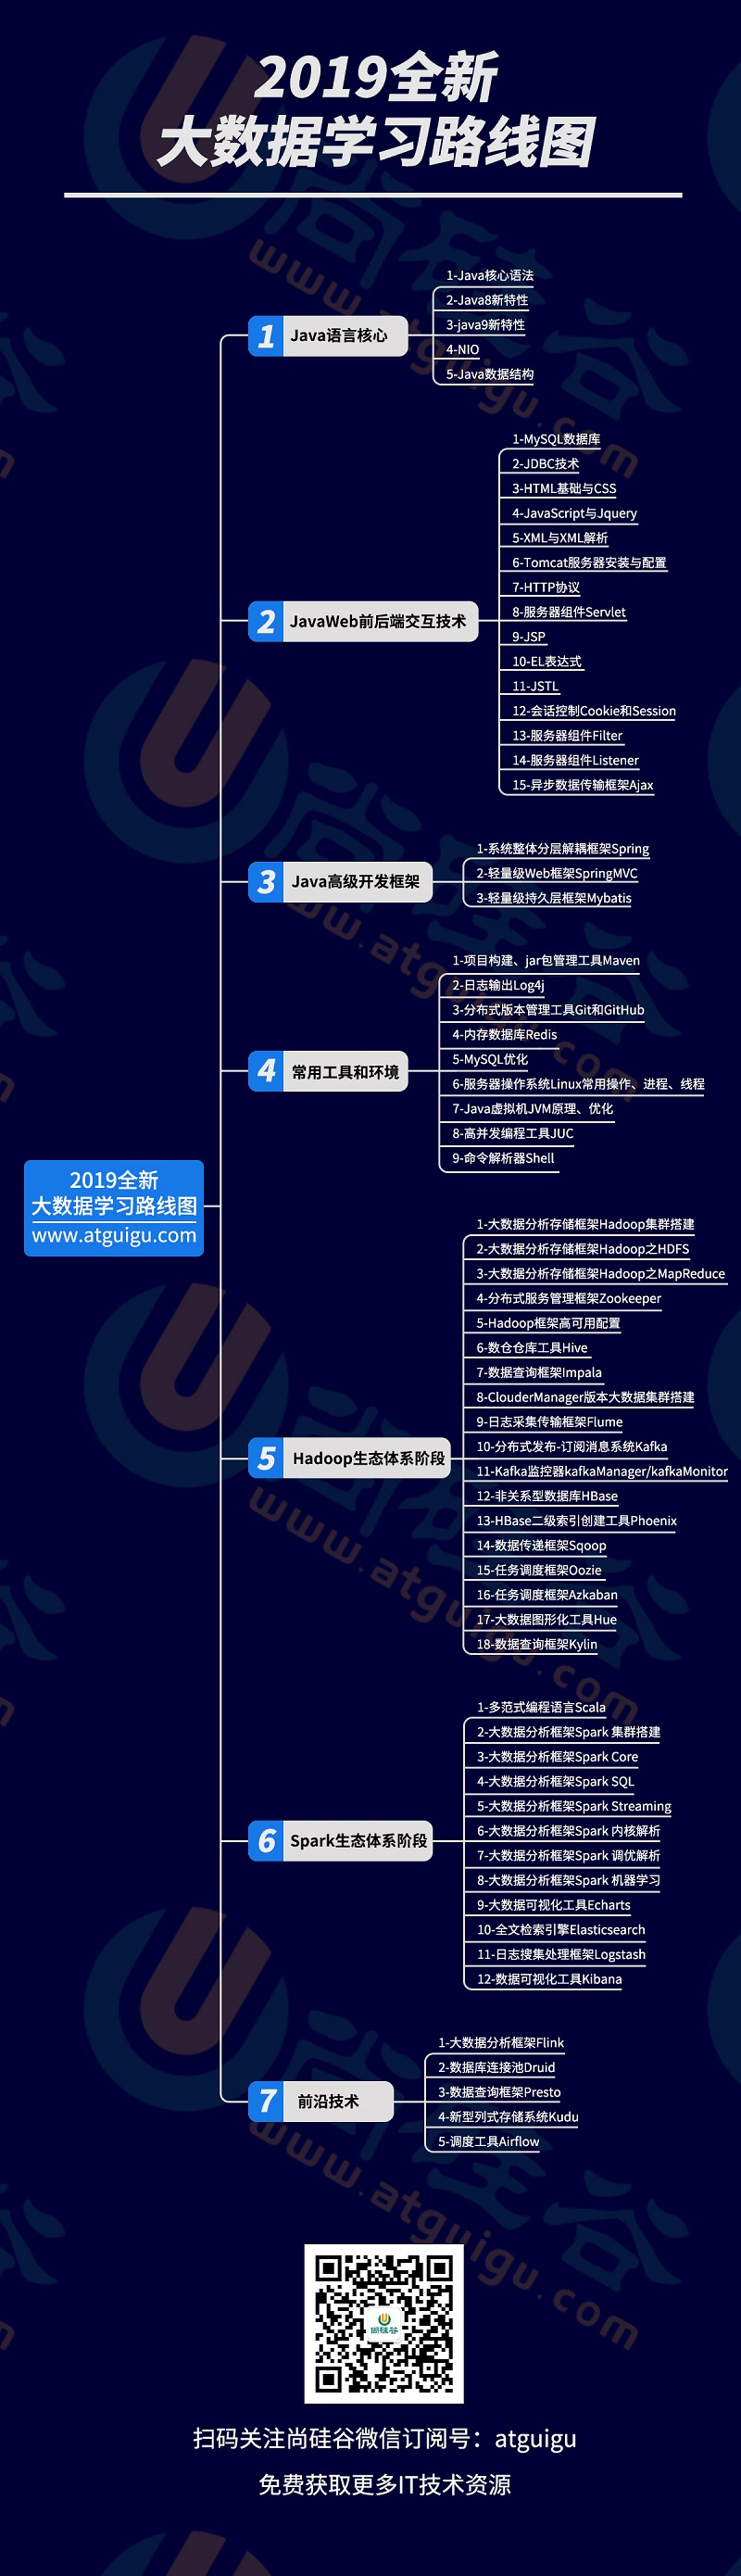 2019全新
大数据学习路线图
1-Java核心语法
2-Java8新特性
3-java9新特性
4-NIO
5-Java数据结构
1 Java语言核心
1-MySQL数据库
2-JDBC技术
3-HTML基础与CSS
4-JavaScript与Jquery
5-XML与XML解析
6-Tomcat服务器安装与配置
7-HTTP协议
8-服务器组件Servlet
9-JSP
10-EL表达式
11-JSTL
12-会话控制Cookie和Session
13-服务器组件Filter
14-服务器组件Listener
15-异步数据传输框架Ajax
2 JavaWeb前后端交互技术
1-系统整体分层解耦框架Spring
2-轻量级Web框架SpringMVC
3-轻量级持久层框架Mybatis
3 Java高级开发框架
1-项目构建、jar包管理工具Maven
2-日志输出Log4j
3-分布式版本管理工具Git和GitHub
4-内存数据库Redis
5-MySQL优化
6-服务器操作系统Linux常用操作、进程、线程
7-Java虚拟机JVM原理、优化
8-高并发编程工具JUC
9-命令解析器Shell
4 常用工具和环境
2019全新
大数据学习路线图
www.atguigu.com
1-大数据分析存储框架Hadoop集群搭建
2-大数据分析存储框架Hadoop之HDFS
3-大数据分析存储框架Hadoop之MapReduce
4-分布式服务管理框架Zookeeper
5-Hadoop框架高可用配置
6-数仓仓库工具Hive
7-数据查询框架Impala
8-ClouderManager版本大数据集群搭建
9-日志采集传输框架Flume
10-分布式发布-订阅消息系统Kafka
11-Kafka监控器kafkaManager/kafkaMonitor
12-非关系型数据库HBase
13-HBase二级索引创建工具Phoenix
14-数据传递框架Sqoop
15-任务调度框架Oozie
16-任务调度框架Azkaban
17-大数据图形化工具Hue
18-数据查询框架Kylin
5 Hadoop生态体系阶段
1-多范式编程语言Scala
2-大数据分析框架Spark 集群搭建
3-大数据分析框架Spark Core
4-大数据分析框架Spark SQL
5-大数据分析框架Spark Streaming
6-大数据分析框架Spark 内核解析
7-大数据分析框架Spark 调优解析
8-大数据分析框架Spark 机器学习
9-大数据可视化工具Echarts
10-全文检索引擎Elasticsearch
11-日志搜集处理框架Logstash
12-数据可视化工具Kibana
6 Spark生态体系阶段
1-大数据分析框架Flink
2-数据库连接池Druid
3-数据查询框架Presto
4-新型列式存储系统Kudu
5-调度工具Airflow
7 前沿技术
尚硅谷
扫码关注尚硅谷微信订阅号：atguigu
免费获取更多IT技术资源
尚硅谷
www.atguigu.com
尚硅谷
www.atguigu.com
尚硅谷
www.atguigu.com
尚硅谷
www.atguigu.com